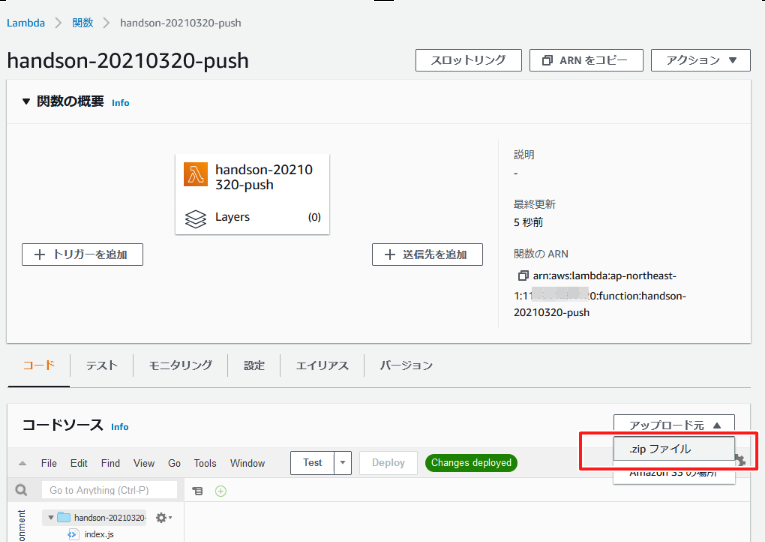 Lambda > 関数 > handson-20210320-push
handson-20210320-push
スロットリング
ARN をコピー
アクション ▼
▼ 関数の概要 Info
handson-20210
320-push
Layers (0)
+ トリガーを追加
+ 送信先を追加
説明
-
最終更新
5 秒前
関数の ARN
arn:aws:lambda:ap-northeast-
1:11 0:function:handson-
20210320-push
コード テスト モニタリング 設定 エイリアス バージョン
コードソース Info
アップロード元 ▲
.zip ファイル
Amazon S3 の場所
File Edit Find View Go Tools Window
Test
Deploy
Changes deployed
Go to Anything (Ctrl-P)
handson-20210320-
index.js